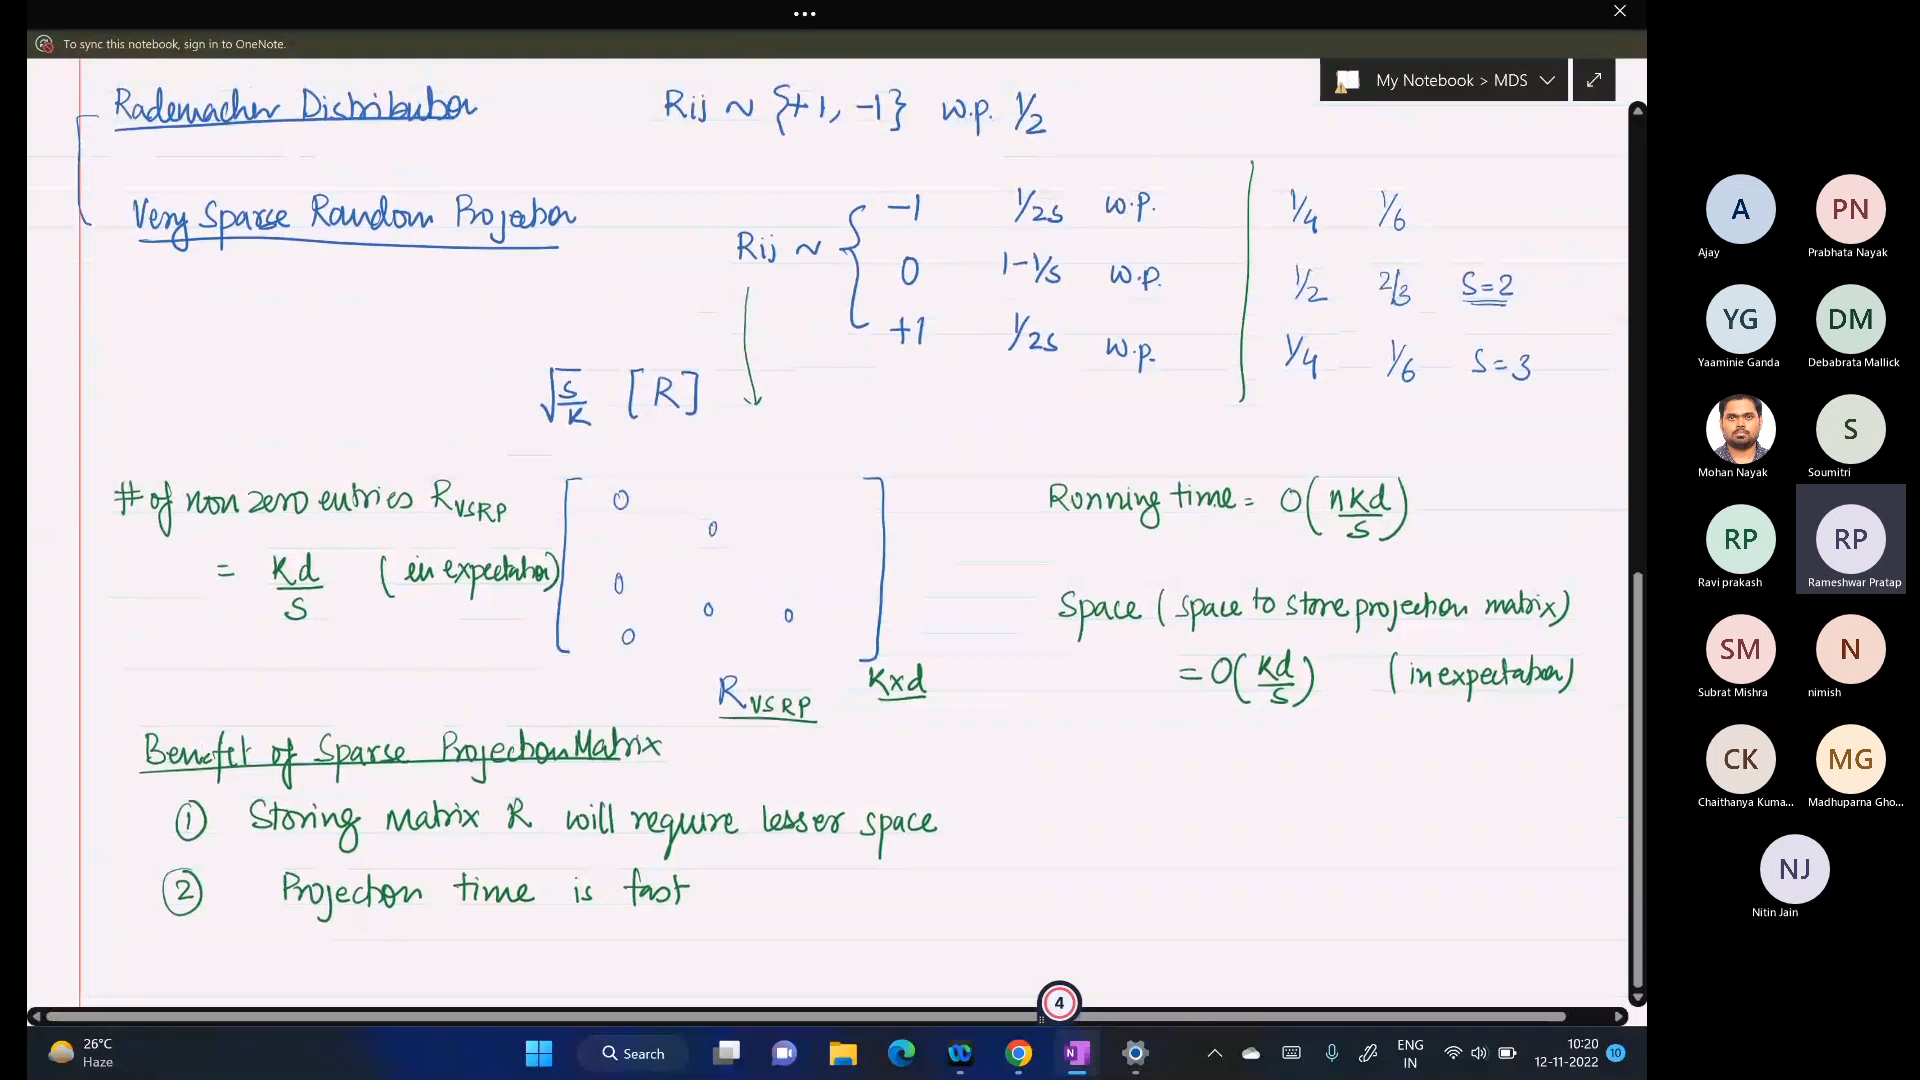 To sync this notebook, sign in to OneNote.
My Notebook > MDS
Rademacher Distribution Rij ~ {+1, -1} w.p. 1/2
Very Sparse Random Projection
Rij ~ { -1 1/2s w.p.
0 1-1/s w.p.
+1 1/2s w.p.
1/4 1/6
1/2 2/3 S=2
1/4 1/6 S=3
√(s/k) [R]
# of non zero entries RVSRP
= Kd/s (in expectation)
0
0
0
0 0
0
RVSRP Kxd
Running time = O(nkd/s)
Space (space to store projection matrix)
= O(kd/s) (in expectation)
Benefit of Sparse Projection Matrix
① Storing Matrix R will require lesser space
② Projection time is fast
4
A
Ajay
PN
Prabhata Nayak
YG
Yaaminie Ganda
DM
Debabrata Mallick
Mohan Nayak
S
Soumitri
RP
Ravi prakash
RP
Rameshwar Pratap
SM
Subrat Mishra
N
nimish
CK
Chaithanya Kuma...
MG
Madhuparna Gho...
NJ
Nitin Jain
26°C
Haze
Search
ENG
IN
10:20
12-11-2022
10